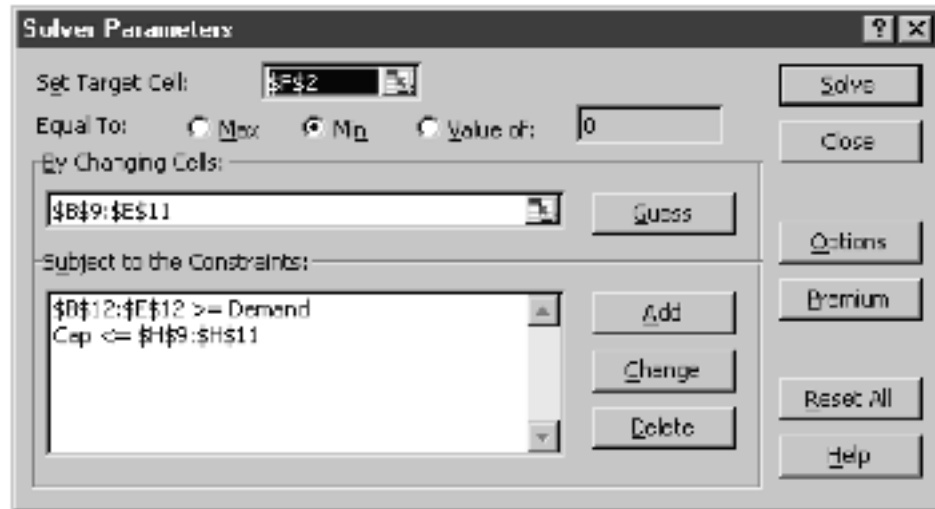 Solver Parameters
Set Target Cell: $F$2
Equal To: Max Min Value of: 0
By Changing Cells:
$B$9:$E$11
Guess
Subject to the Constraints:
$B$12:$E$12 >= Demand
Cap <= $H$9:$H$11
Add
Change
Delete
Solve
Close
Options
Premium
Reset All
Help